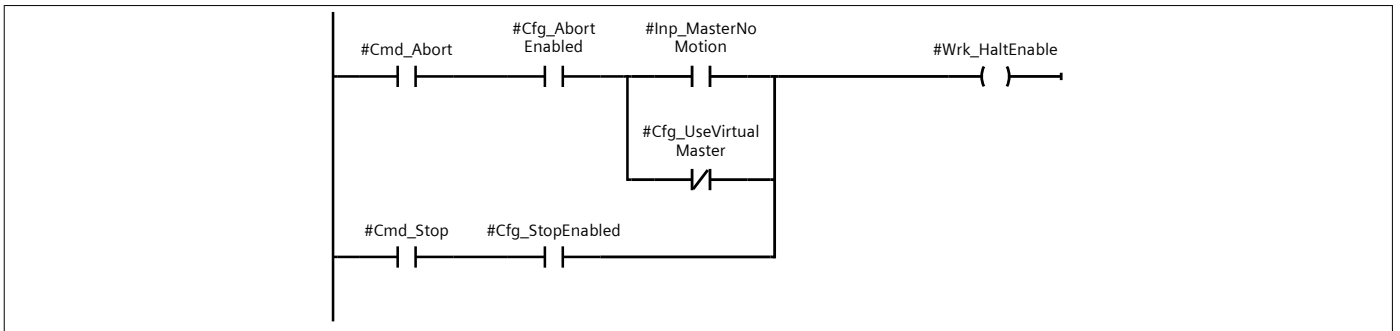 #Cmd_Abort
#Cfg_Abort
Enabled
#Inp_MasterNo
Motion
#Wrk_HaltEnable
#Cfg_UseVirtual
Master
#Cmd_Stop
#Cfg_StopEnabled